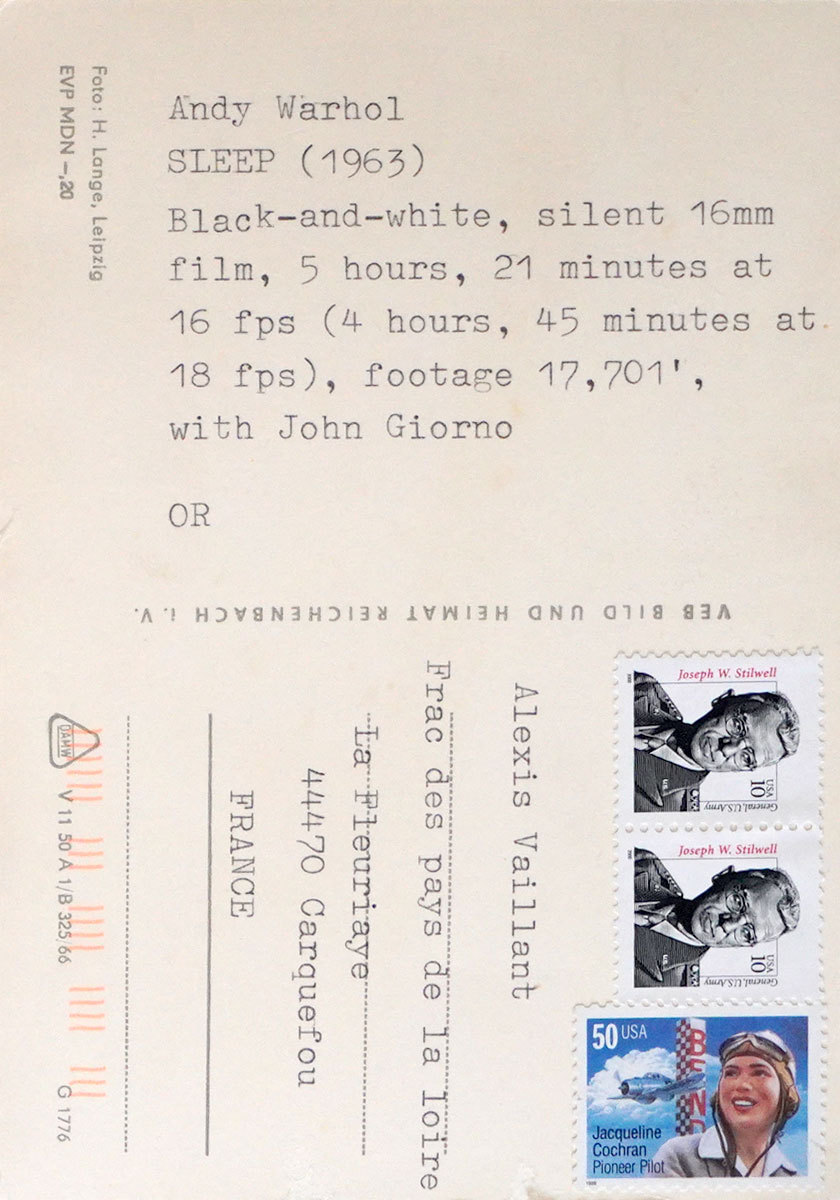 Foto: H. Lange, Leipzig
EVP MDN –,20
Andy Warhol
SLEEP (1963)
Black-and-white, silent 16mm
film, 5 hours, 21 minutes at
16 fps (4 hours, 45 minutes at
18 fps), footage 17,701',
with John Giorno
OR
VEB BILD UND HEIMAT REICHENBACH i. V.
Alexis Vaillant
Frac des pays de la loire
La Fleuriaye
44470 Carquefou
FRANCE
DAMW
V 11 50 A 1/B 325/66
G 1776
Joseph W. Stilwell
10
USA
General, U.S. Army
US
Joseph W. Stilwell
10
USA
General, U.S. Army
US
50 USA
BEND
Jacqueline
Cochran
Pioneer Pilot